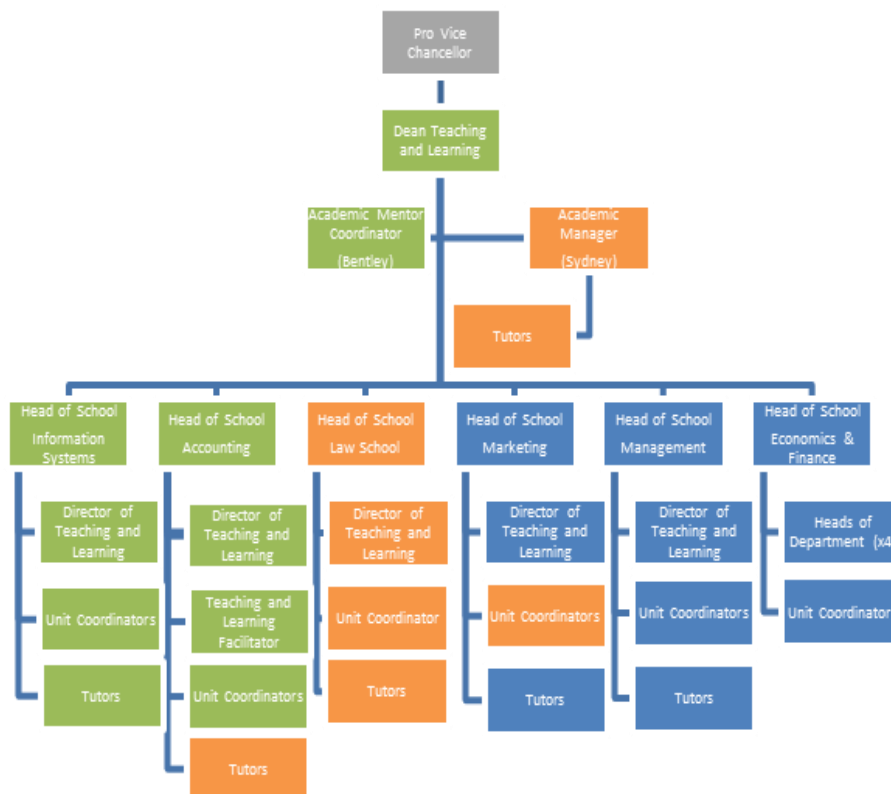 Pro Vice
Chancellor
Dean Teaching
and Learning
Academic Mentor
Coordinator
(Bentley)
Academic
Manager
(Sydney)
Tutors
Head of School
Information
Systems
Head of School
Accounting
Head of School
Law School
Head of School
Marketing
Head of School
Management
Head of School
Economics &
Finance
Director of
Teaching and
Learning
Director of
Teaching and
Learning
Director of
Teaching and
Learning
Director of
Teaching and
Learning
Director of
Teaching and
Learning
Heads of
Department (x4
Unit Coordinators
Teaching and
Learning
Facilitator
Unit Coordinator
Unit Coordinators
Unit Coordinators
Unit Coordinator
Tutors
Unit Coordinators
Tutors
Tutors
Tutors
Tutors